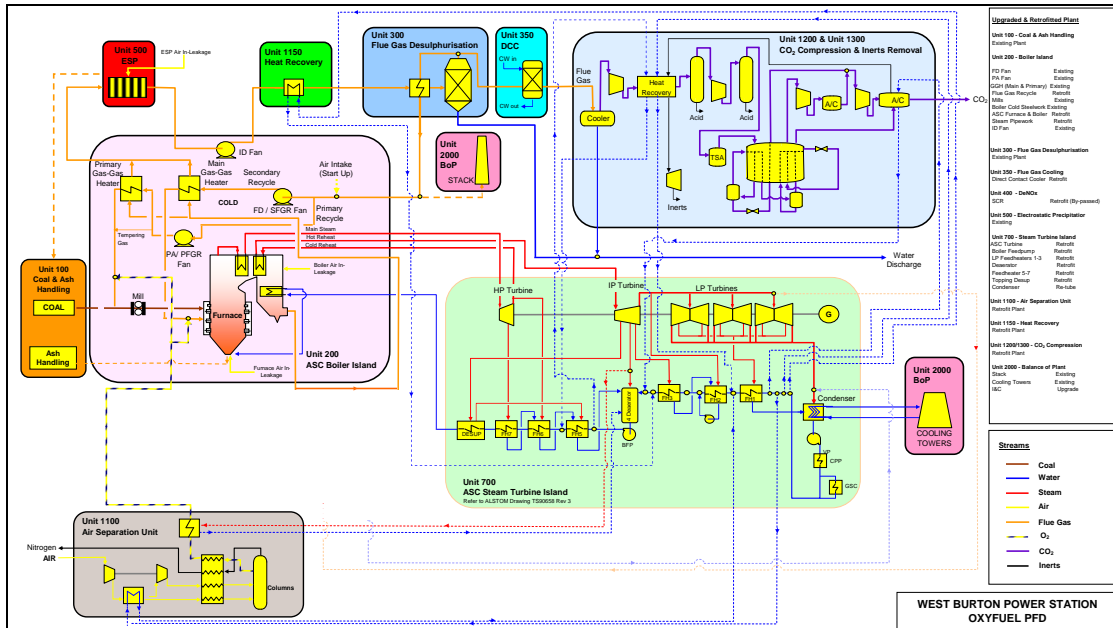 Unit 500
ESP
ESP Air In-Leakage
Unit 1150
Heat Recovery
Unit 300
Flue Gas Desulphurisation
Unit 350
DCC
CW in
CW out
Unit 1200 & Unit 1300
CO2 Compression & Inerts Removal
Flue
Gas
Heat
Recovery
Cooler
Acid
Acid
TSA
A/C
A/C
CO2
Inerts
ID Fan
Primary
Gas-Gas
Heater
Main
Gas-Gas
Heater
COLD
Secondary
Recycle
Air Intake
(Start Up)
FD / SFGR Fan
Primary
Recycle
Unit
2000
BoP
STACK
Tempering
Gas
PA/ PFGR
Fan
Main Steam
Hot Reheat
Cold Reheat
Boiler Air In-
Leakage
Unit 100
Coal & Ash
Handling
COAL
Ash
Handling
Mill
Furnace
Furnace Air In-
Leakage
Unit 200
ASC Boiler Island
Water
Discharge
HP Turbine
IP Turbine
LP Turbines
G
DESUP
FH7
FH6
FH5
4 Deaerator
BFP
FH3
FH2
FH1
Condenser
VP
CPP
GSC
Unit 700
ASC Steam Turbine Island
Refer to ALSTOM Drawing TS90658 Rev 3
Unit 2000
BoP
COOLING
TOWERS
Unit 1100
Air Separation Unit
Nitrogen
AIR
Columns
Upgraded & Retrofitted Plant
Unit 100 - Coal & Ash Handling
Existing Plant
Unit 200 - Boiler Island
FD Fan Existing
PA Fan Existing
GGH (Main & Primary) Existing
Flue Gas Recycle Retrofit
Mills Existing
Boiler Cold Steelwork Existing
ASC Furnace & Boiler Retrofit
Steam Pipework Retrofit
ID Fan Existing
Unit 300 - Flue Gas Desulphurisation
Existing Plant
Unit 350 - Flue Gas Cooling
Direct Contact Cooler Retrofit
Unit 400 - DeNOx
SCR Retrofit (By-passed)
Unit 500 - Electrostatic Precipitator
Existing
Unit 700 - Steam Turbine Island
ASC Turbine Retrofit
Boiler Feedpump Retrofit
LP Feedheaters 1-3 Retrofit
Deaerator Retrofit
Feedheater 5-7 Retrofit
Topping Desup Retrofit
Condenser Re-tube
Unit 1100 - Air Separation Unit
Retrofit Plant
Unit 1150 - Heat Recovery
Retrofit Plant
Unit 1200/1300 - CO2 Compression
Retrofit Plant
Unit 2000 - Balance of Plant
Stack Existing
Cooling Towers Existing
I&C Upgrade
Streams
Coal
Water
Steam
Air
Flue Gas
O2
CO2
Inerts
WEST BURTON POWER STATION
OXYFUEL PFD